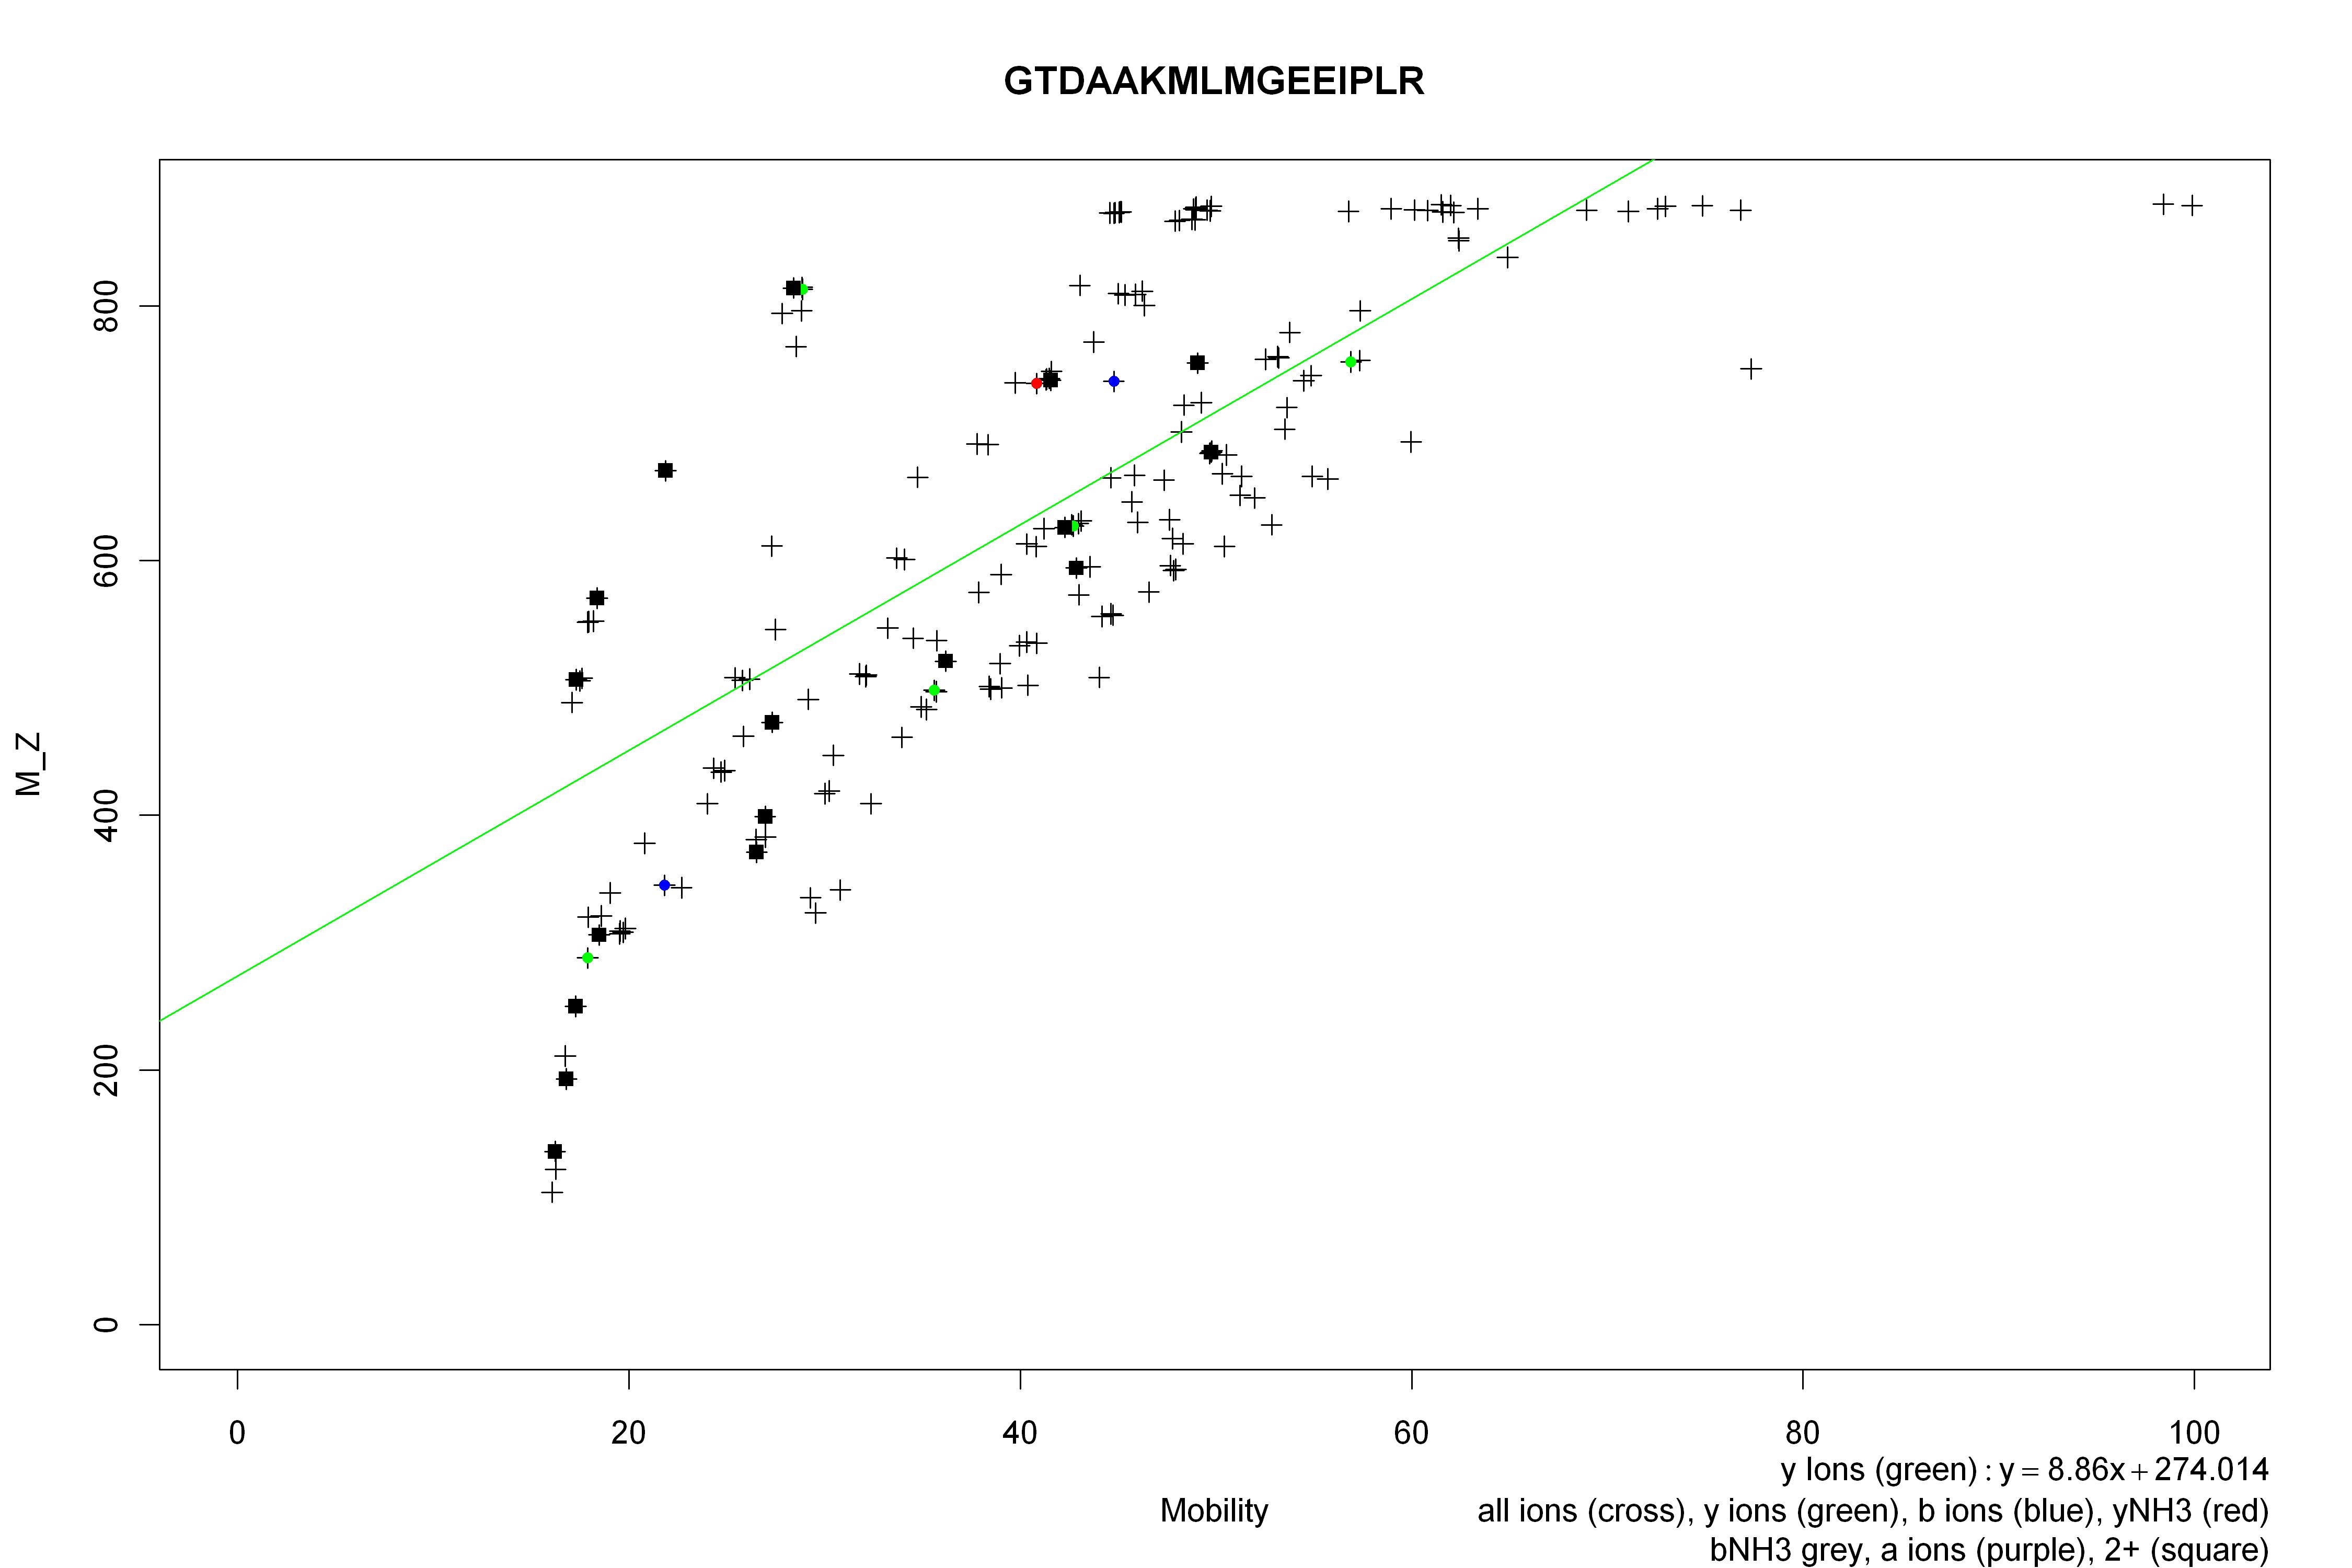 GTDAAKMLMGEEIPLR
M_Z
800
600
400
200
0
0 20 40 60 80 100
y Ions (green) : y = 8.86x + 274.014
Mobility
all ions (cross), y ions (green), b ions (blue), yNH3 (red)
bNH3 grey, a ions (purple), 2+ (square)